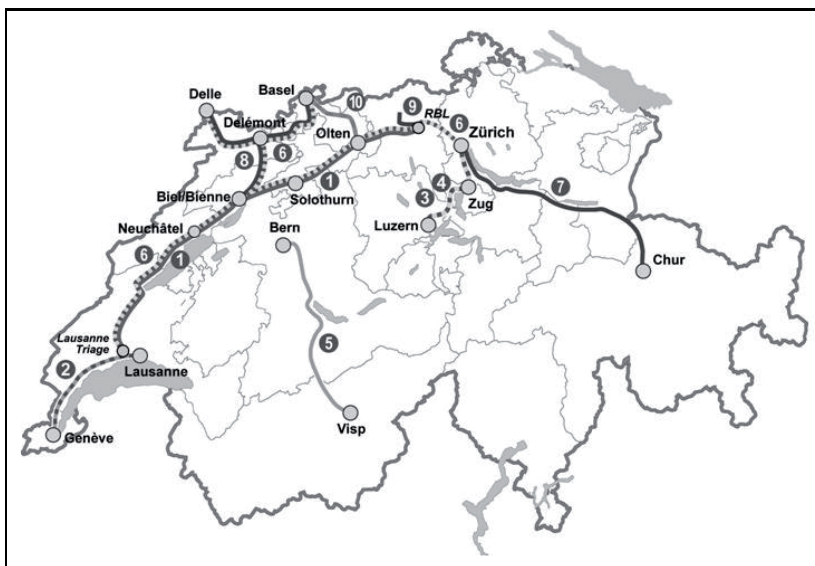 Basel
Delle
10
9
RBL
Delémont
Olten
6
Zürich
8
6
1
4
7
Biel/Bienne
Solothurn
3
Zug
Neuchâtel
Luzern
Bern
6
1
Chur
Lausanne
Triage
5
2
Lausanne
Genève
Visp